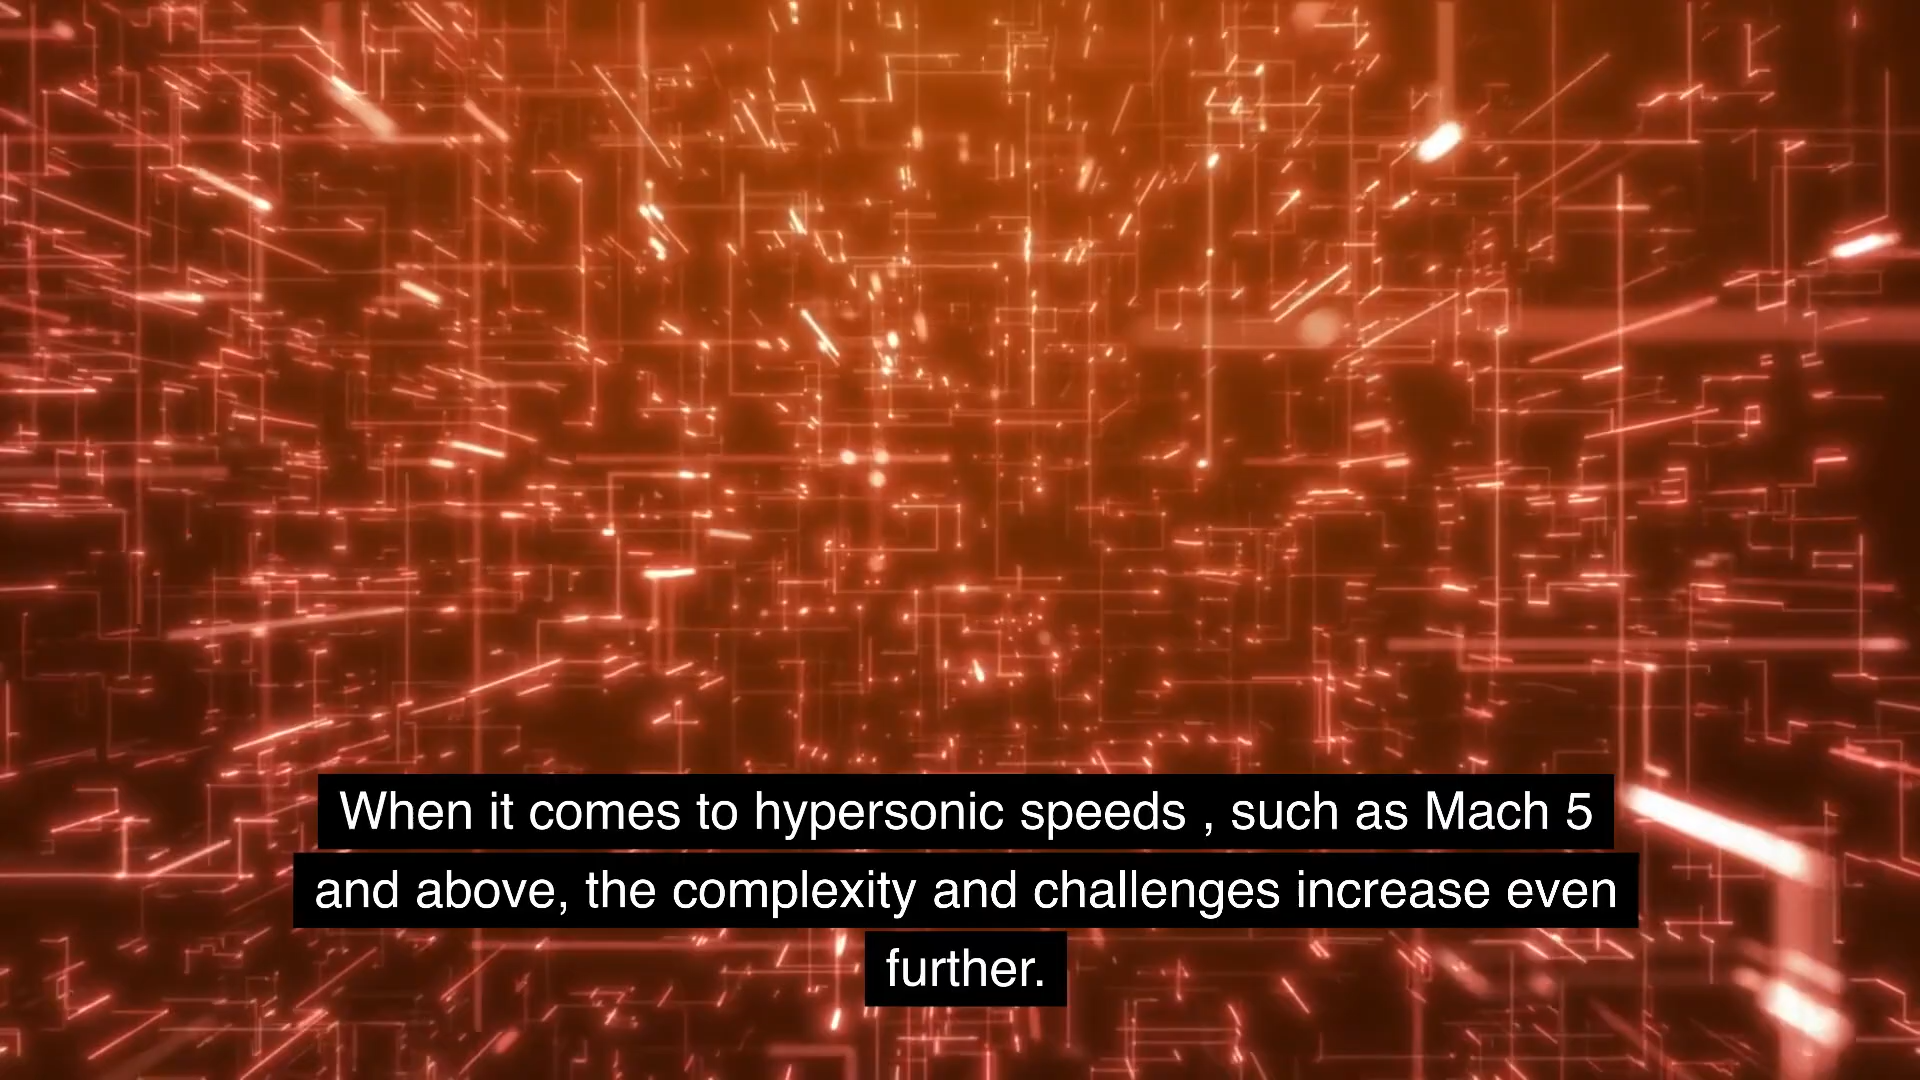 When it comes to hypersonic speeds , such as Mach 5
and above, the complexity and challenges increase even
further.